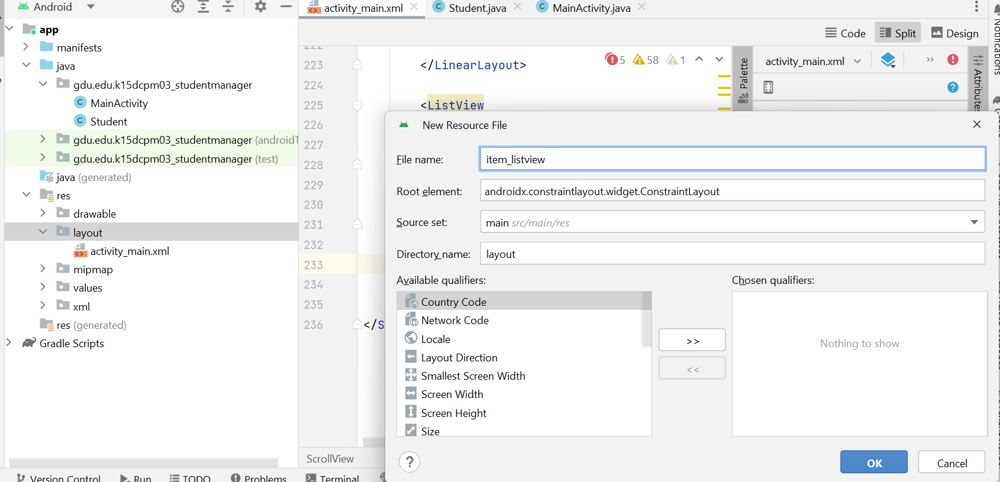 Android
activity_main.xml
Student.java
MainActivity.java
app
manifests
java
gdu.edu.k15dcpm03_studentmanager
MainActivity
Student
gdu.edu.k15dcpm03_studentmanager (androidT
gdu.edu.k15dcpm03_studentmanager (test)
java (generated)
res
drawable
layout
activity_main.xml
mipmap
values
xml
res (generated)
Gradle Scripts
Code
Split
Design
222
223 </LinearLayout>
224
225 <ListView
226
227
228
229
230
231
232
233
234
235
236 </S
5 58 1
Palette
activity_main.xml
>>
Attributes
Notifications
New Resource File
File name: item_listview
Root element: androidx.constraintlayout.widget.ConstraintLayout
Source set: main src/main/res
Directory name: layout
Available qualifiers:
Chosen qualifiers:
Country Code
Network Code
Locale
Layout Direction
Smallest Screen Width
Screen Width
Screen Height
Size
>>
<<
Nothing to show
?
OK
Cancel
ScrollView
Version Control
Run
TODO
Problems
Terminal